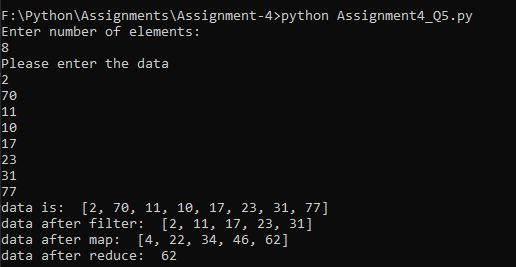 F:\Python\Assignments\Assignment-4>python Assignment4_Q5.py
Enter number of elements:
8
Please enter the data
2
70
11
10
17
23
31
77
data is:  [2, 70, 11, 10, 17, 23, 31, 77]
data after filter:  [2, 11, 17, 23, 31]
data after map:  [4, 22, 34, 46, 62]
data after reduce:  62